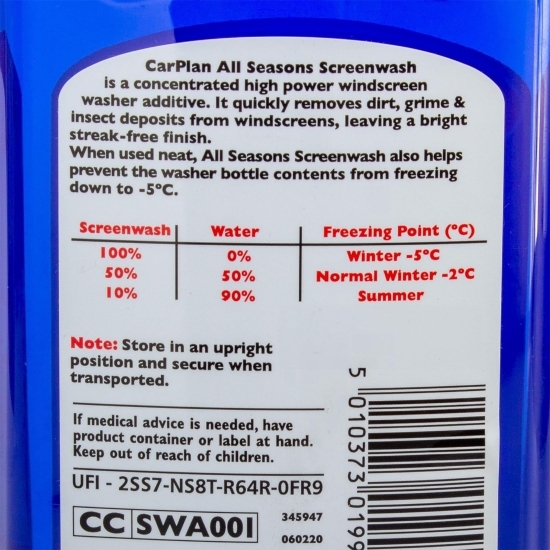 CarPlan All Seasons Screenwash
is a concentrated high power windscreen
washer additive. It quickly removes dirt, grime &
insect deposits from windscreens, leaving a bright
streak-free finish.
When used neat, All Seasons Screenwash also helps
prevent the washer bottle contents from freezing
down to -5°C.
Screenwash Water Freezing Point (°C)
100% 0% Winter -5°C
50% 50% Normal Winter -2°C
10% 90% Summer
Note: Store in an upright
position and secure when
transported.
If medical advice is needed, have
product container or label at hand.
Keep out of reach of children.
UFI - 2SS7-NS8T-R64R-0FR9
CC SWA001
345947
060220
5 010373 0199